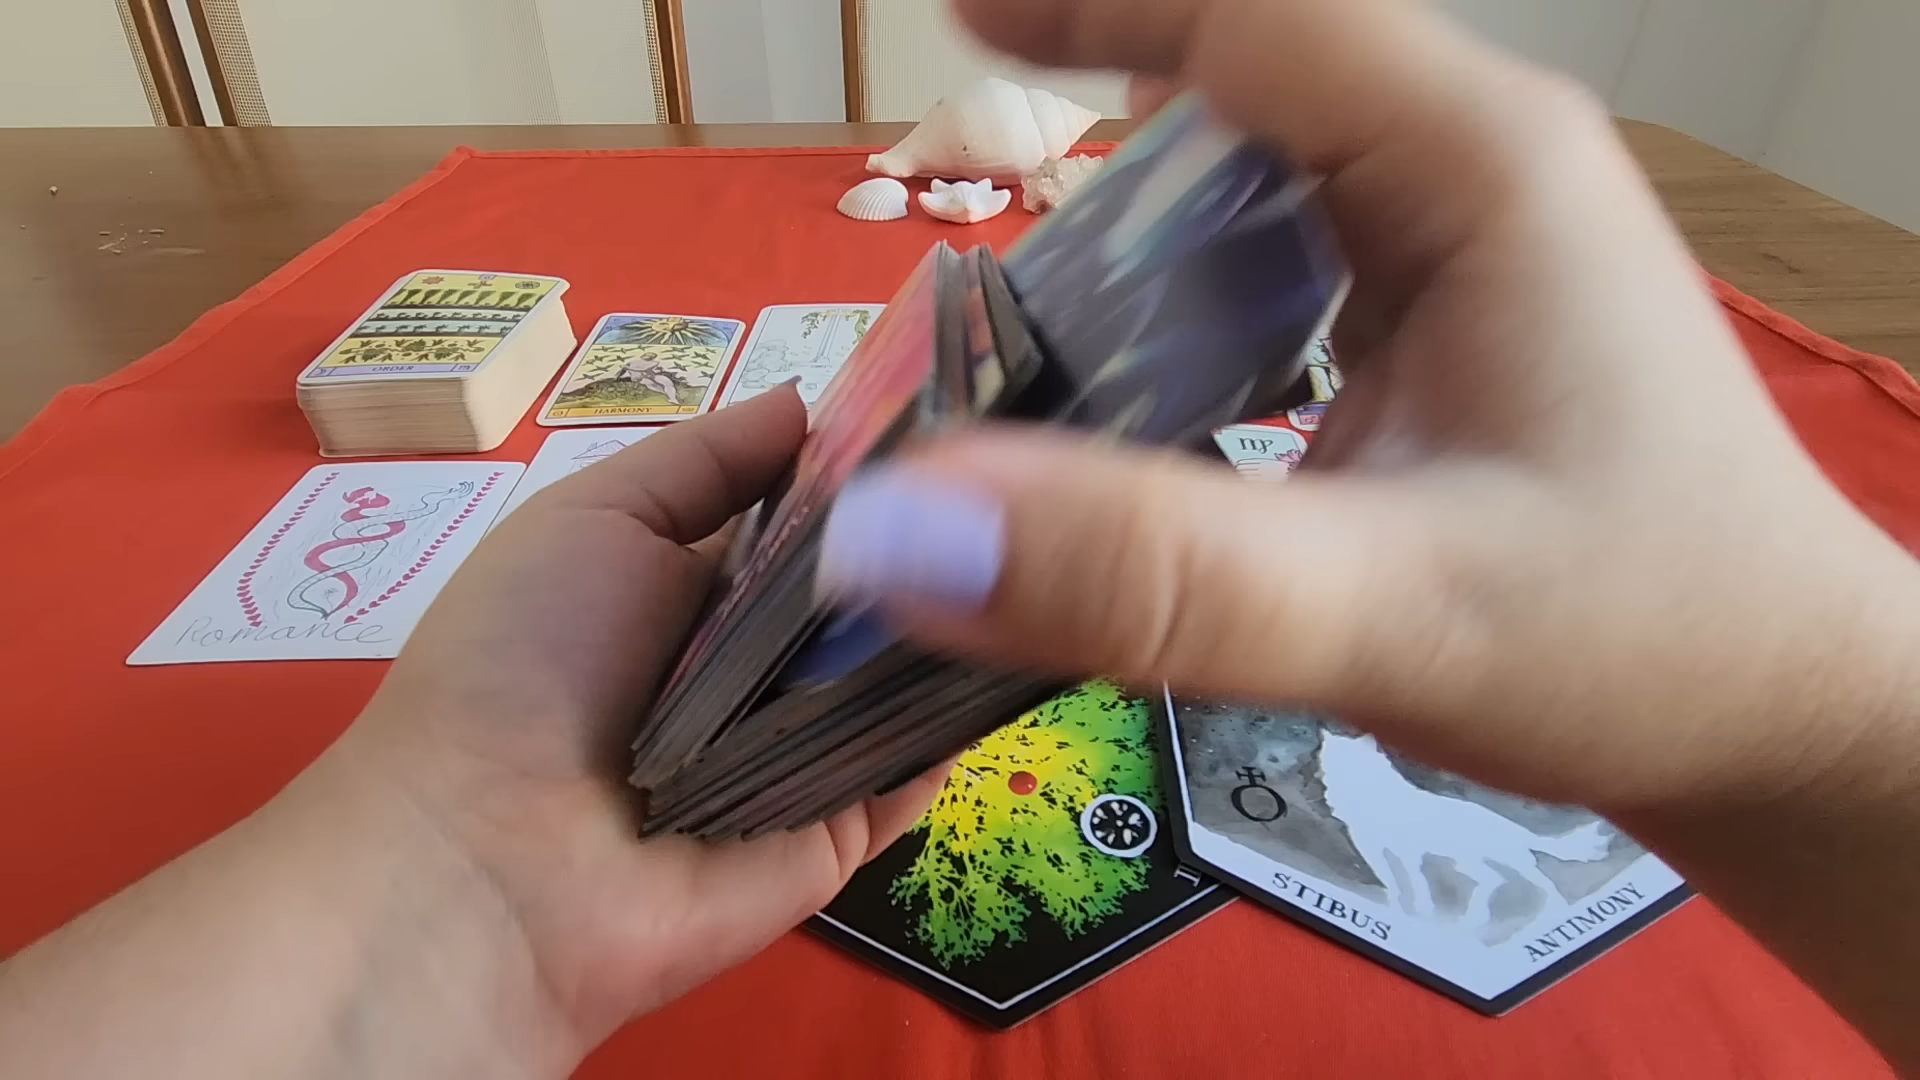 ORDER
HARMONY
♍
Romance
STIBUS
ANTIMONY